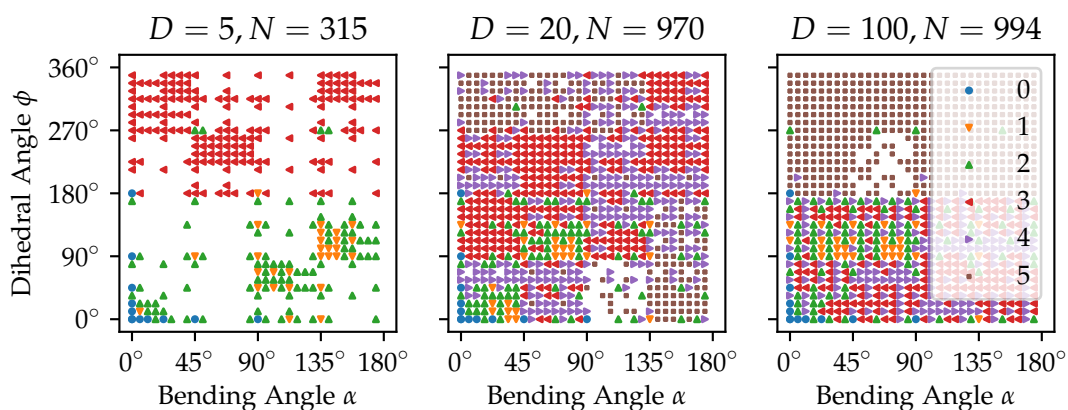 D = 5, N = 315
D = 20, N = 970
D = 100, N = 994
Dihedral Angle ϕ
360°
270°
180°
90°
0°
0
1
2
3
4
5
0° 45° 90° 135° 180°
0° 45° 90° 135° 180°
0° 45° 90° 135° 180°
Bending Angle α
Bending Angle α
Bending Angle α